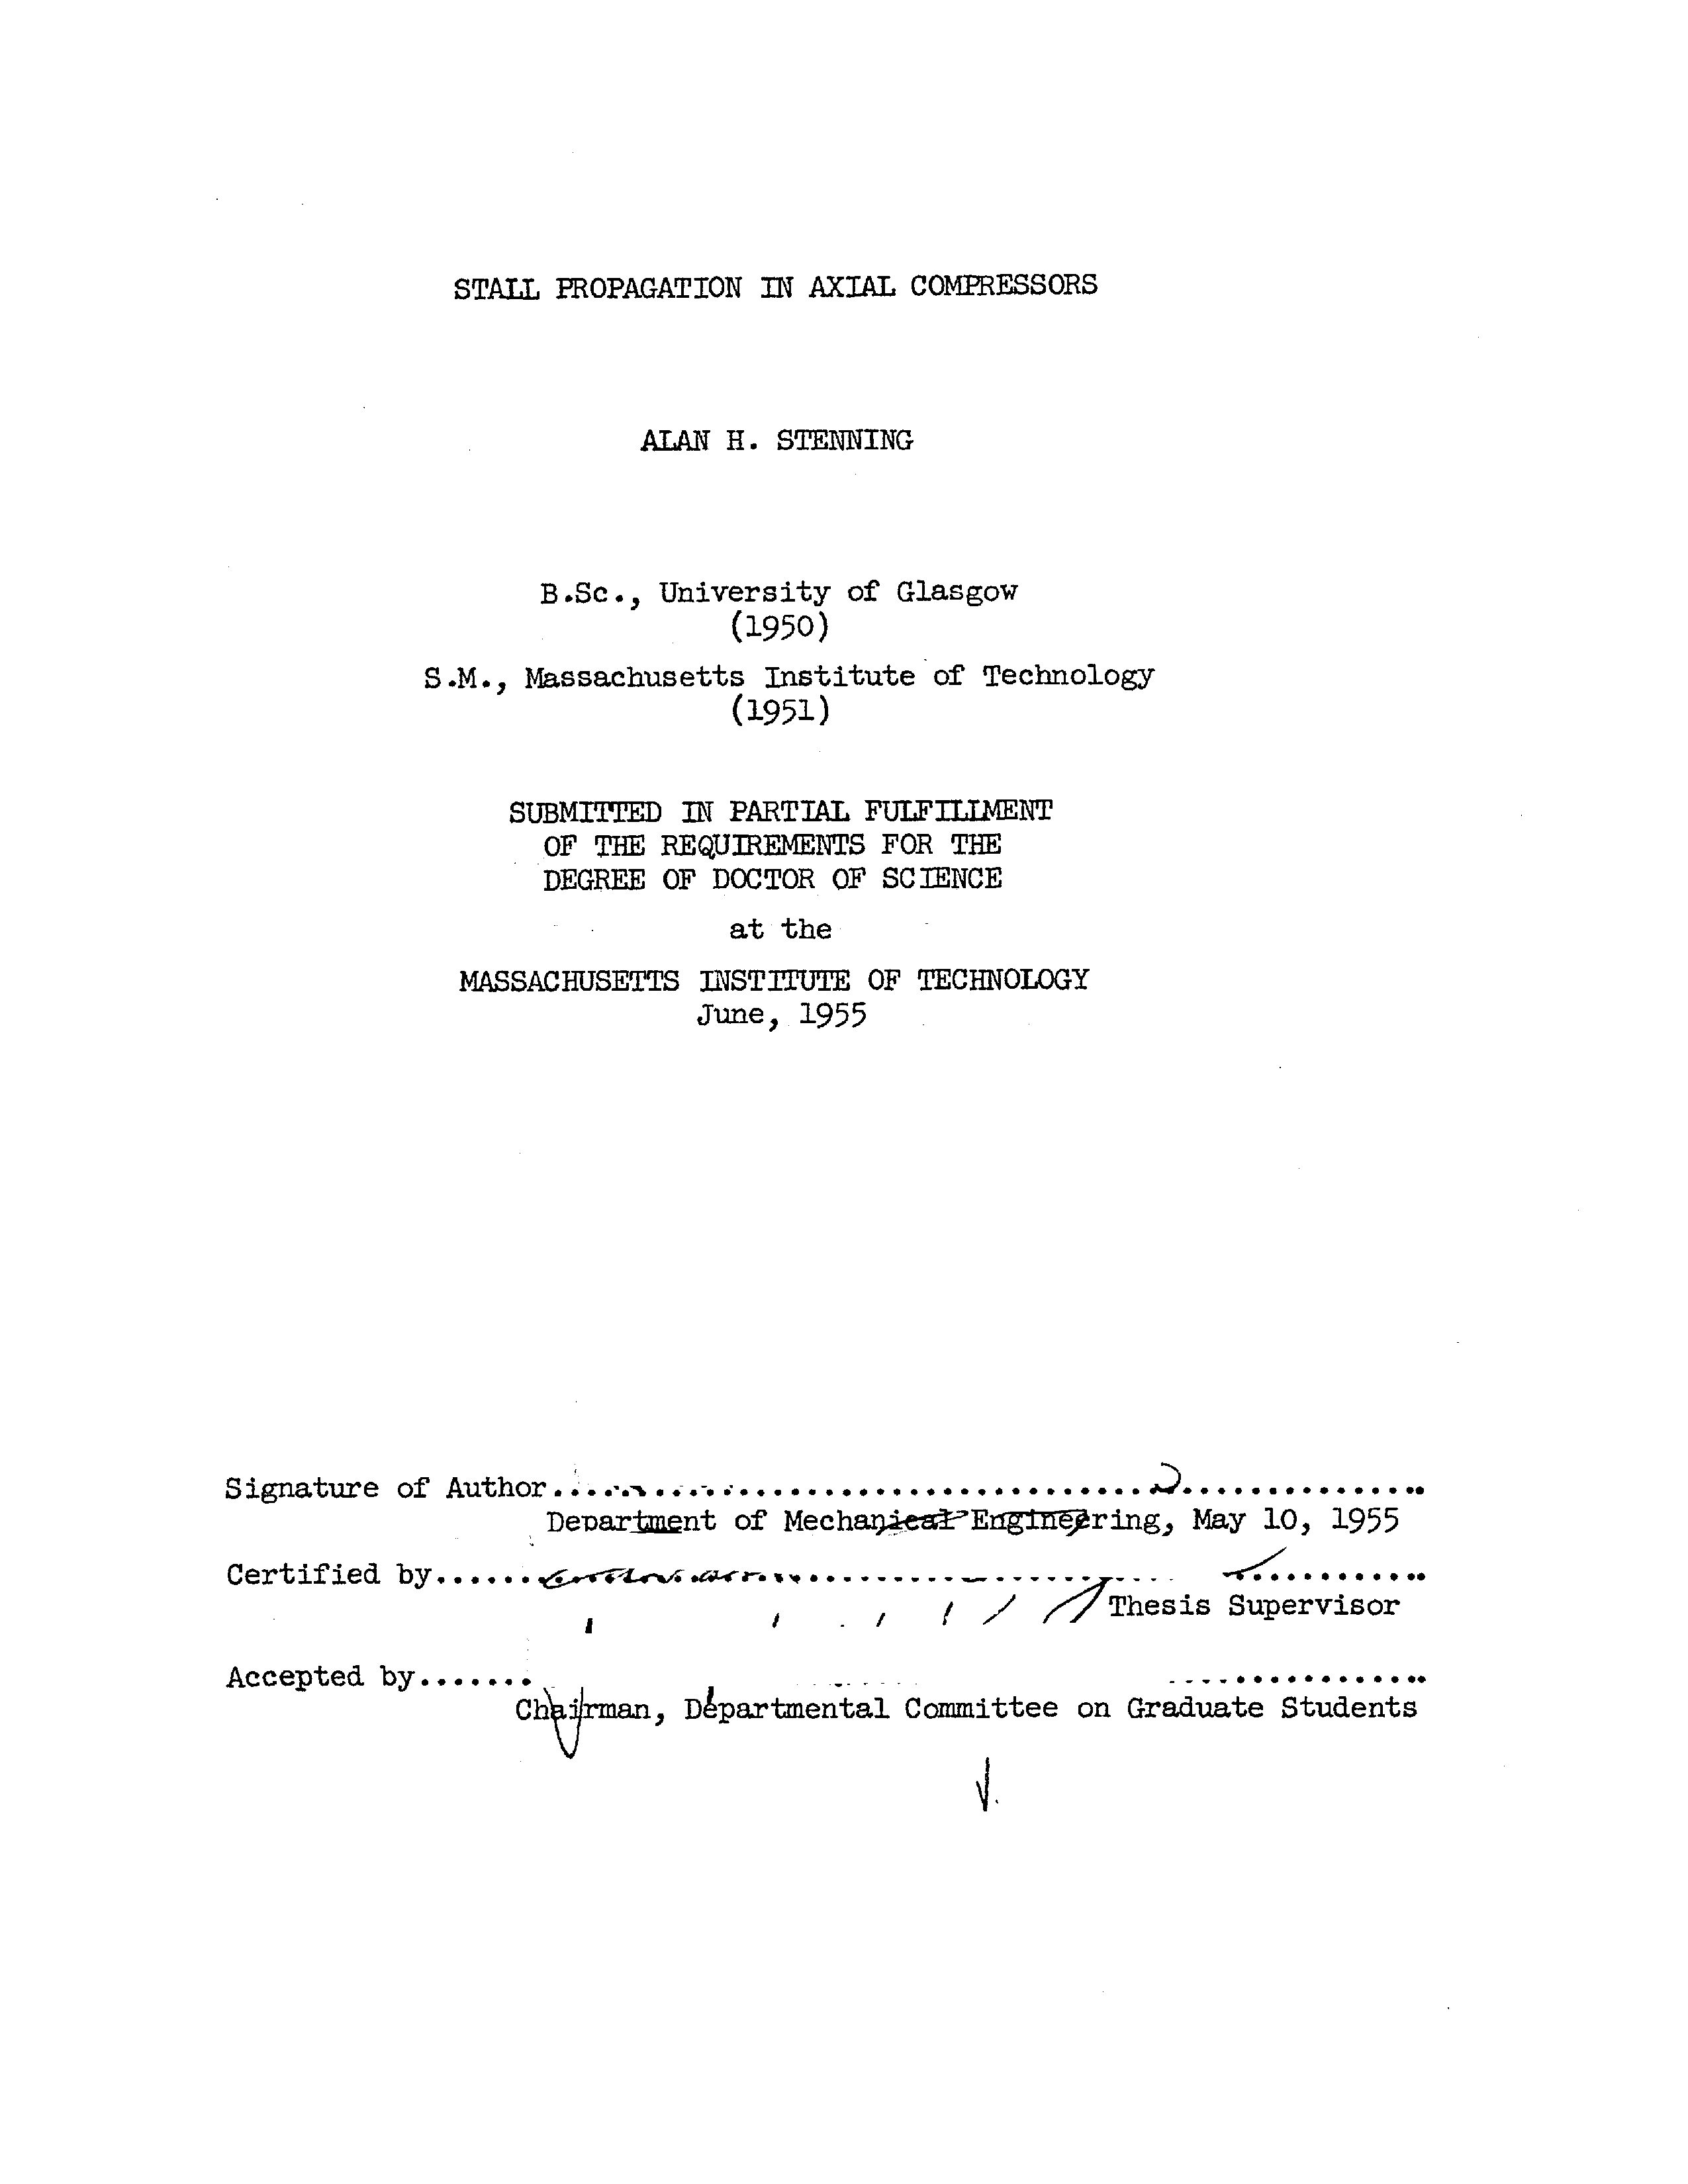 STALL PROPAGATION IN AXIAL COMPRESSORS
ALAN H. STENNING
B.Sc., University of Glasgow
(1950)
S.M., Massachusetts Institute of Technology
(1951)
SUBMITTED IN PARTIAL FULFILLMENT
OF THE REQUIREMENTS FOR THE
DEGREE OF DOCTOR OF SCIENCE
at the
MASSACHUSETTS INSTITUTE OF TECHNOLOGY
June, 1955
Signature of Author
Department of Mechanical Engineering, May 10, 1955
Certified by
Thesis Supervisor
Accepted by
Chairman, Departmental Committee on Graduate Students